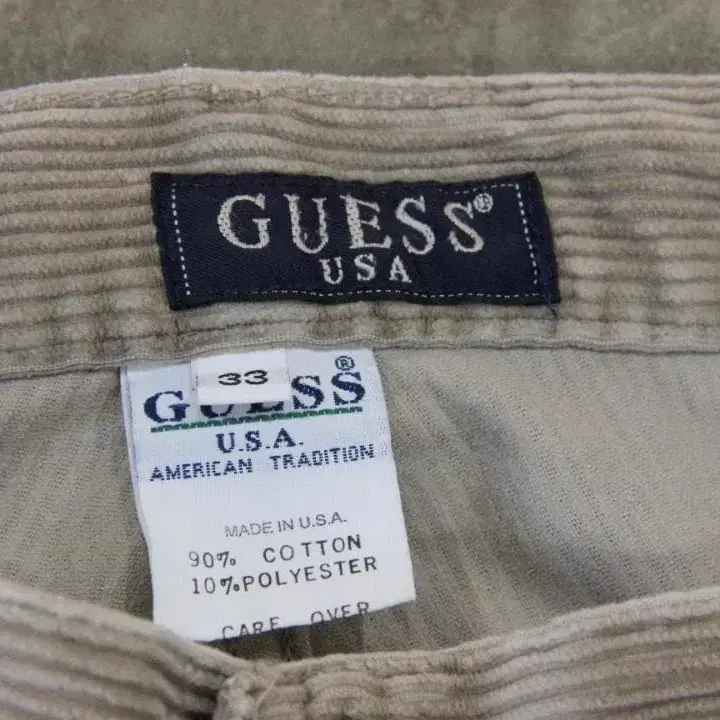 GUESS®
USA
33
GUESS®
U.S.A.
AMERICAN TRADITION
MADE IN U.S.A.
90% COTTON
10% POLYESTER
CARE OVER